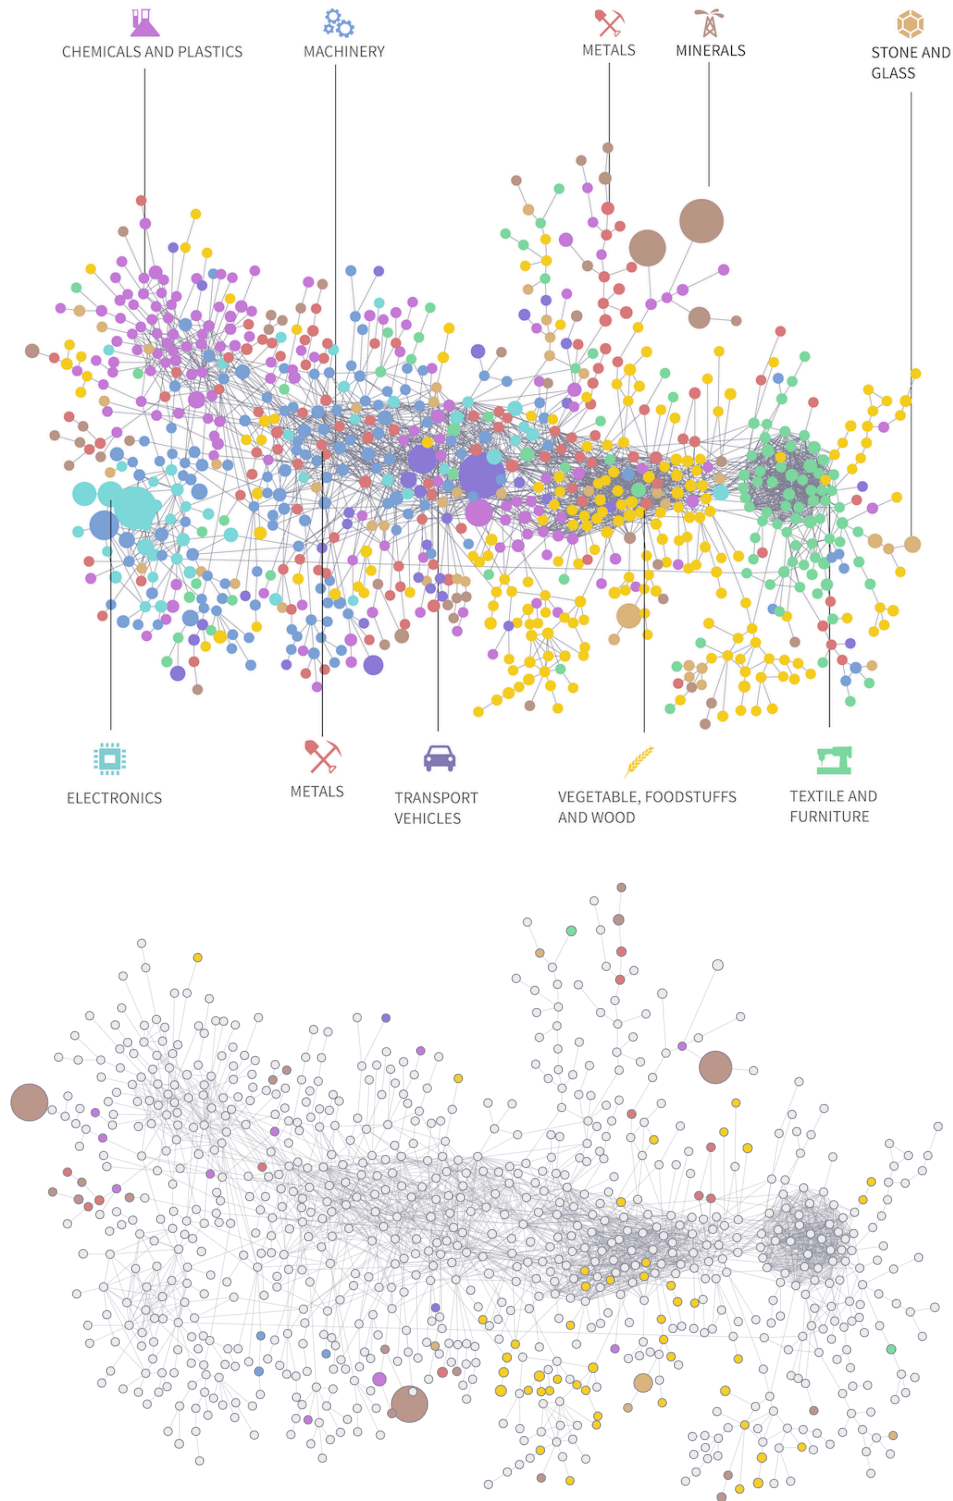 CHEMICALS AND PLASTICS
MACHINERY
METALS
MINERALS
STONE AND
GLASS
ELECTRONICS
METALS
TRANSPORT
VEHICLES
VEGETABLE, FOODSTUFFS
AND WOOD
TEXTILE AND
FURNITURE